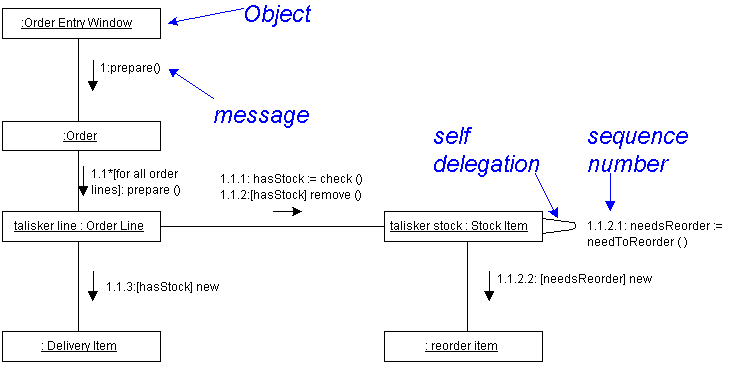 :Order Entry Window
Object
1:prepare()
message
:Order
self
delegation
sequence
number
1.1*[for all order
lines]: prepare ()
1.1.1: hasStock := check ()
1.1.2:[hasStock] remove ()
talisker line : Order Line
talisker stock : Stock Item
1.1.2.1: needsReorder :=
needToReorder ( )
1.1.3:[hasStock] new
1.1.2.2: [needsReorder] new
: Delivery Item
: reorder item